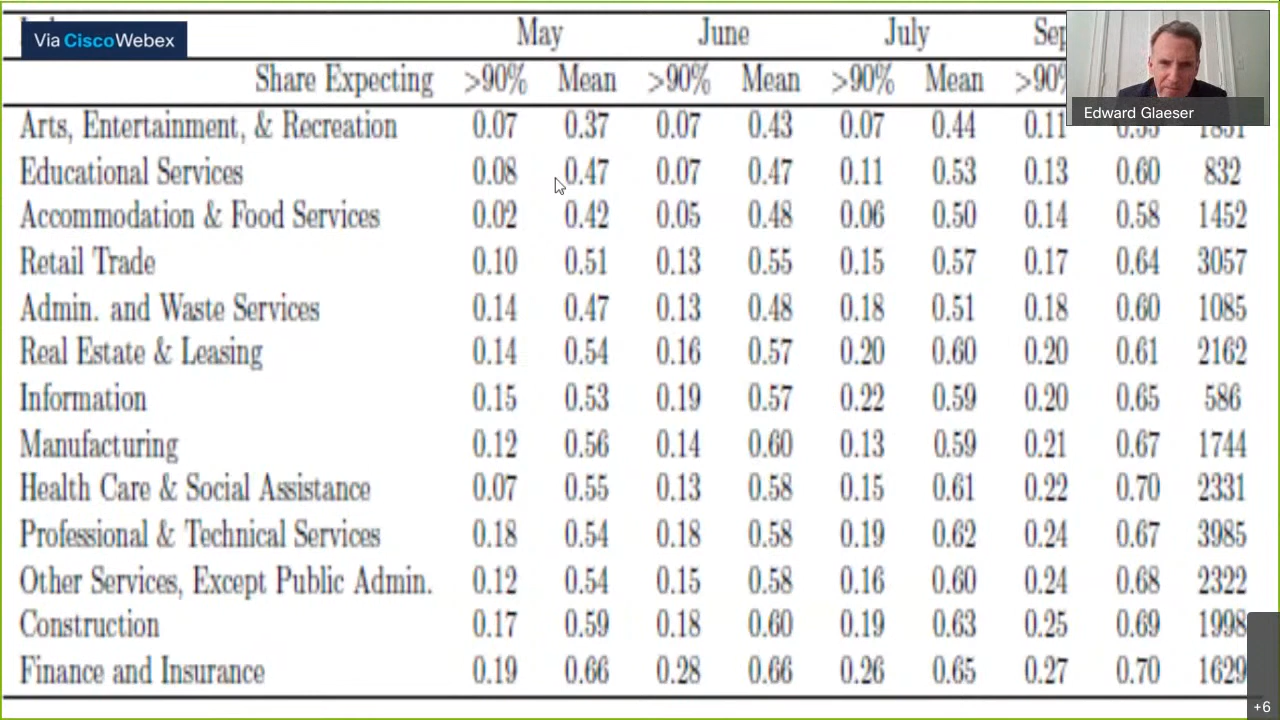 Via Cisco Webex
May June July
Share Expecting >90% Mean >90% Mean >90% Mean
Edward Glaeser
Arts, Entertainment, & Recreation 0.07 0.37 0.07 0.43 0.07 0.44 0.11
Educational Services 0.08 0.47 0.07 0.47 0.11 0.53 0.13 0.60 832
Accommodation & Food Services 0.02 0.42 0.05 0.48 0.06 0.50 0.14 0.58 1452
Retail Trade 0.10 0.51 0.13 0.55 0.15 0.57 0.17 0.64 3057
Admin. and Waste Services 0.14 0.47 0.13 0.48 0.18 0.51 0.18 0.60 1085
Real Estate & Leasing 0.14 0.54 0.16 0.57 0.20 0.60 0.20 0.61 2162
Information 0.15 0.53 0.19 0.57 0.22 0.59 0.20 0.65 586
Manufacturing 0.12 0.56 0.14 0.60 0.13 0.59 0.21 0.67 1744
Health Care & Social Assistance 0.07 0.55 0.13 0.58 0.15 0.61 0.22 0.70 2331
Professional & Technical Services 0.18 0.54 0.18 0.58 0.19 0.62 0.24 0.67 3985
Other Services, Except Public Admin. 0.12 0.54 0.15 0.58 0.16 0.60 0.24 0.68 2322
Construction 0.17 0.59 0.18 0.60 0.19 0.63 0.25 0.69 1998
Finance and Insurance 0.19 0.66 0.28 0.66 0.26 0.65 0.27 0.70 1629
+6